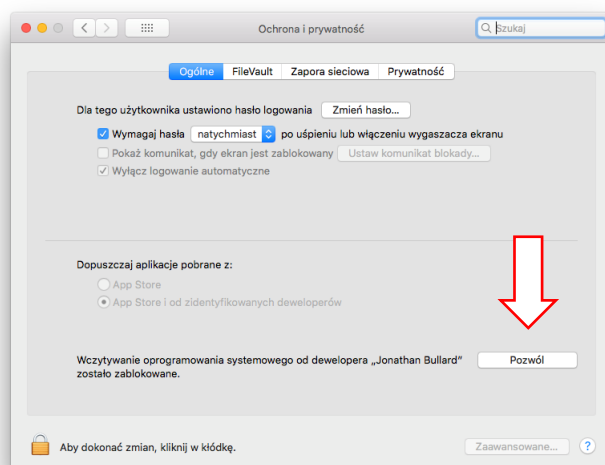 Ochrona i prywatność
Szukaj
Ogólne FileVault Zapora sieciowa Prywatność
Dla tego użytkownika ustawiono hasło logowania Zmień hasło...
Wymagaj hasła natychmiast po uśpieniu lub włączeniu wygaszacza ekranu
Pokaż komunikat, gdy ekran jest zablokowany Ustaw komunikat blokady...
Wyłącz logowanie automatyczne
Dopuszczaj aplikacje pobrane z:
App Store
App Store i od zidentyfikowanych deweloperów
Wczytywanie oprogramowania systemowego od dewelopera „Jonathan Bullard" Pozwól
zostało zablokowane.
Aby dokonać zmian, kliknij w kłódkę. Zaawansowane... ?